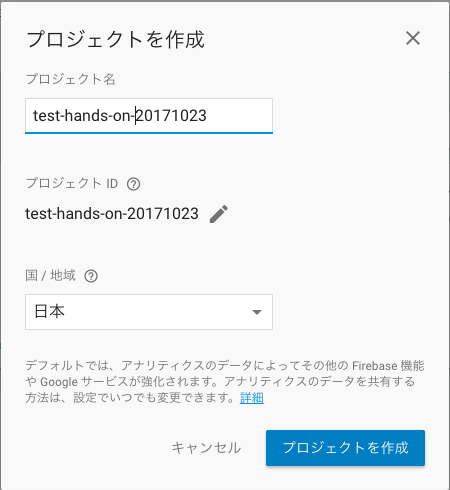 プロジェクトを作成
プロジェクト名
test-hands-on-20171023
プロジェクト ID
test-hands-on-20171023
国 / 地域
日本
デフォルトでは、アナリティクスのデータによってその他の Firebase 機能
や Google サービスが強化されます。アナリティクスのデータを共有する
方法は、設定でいつでも変更できます。詳細
キャンセル プロジェクトを作成